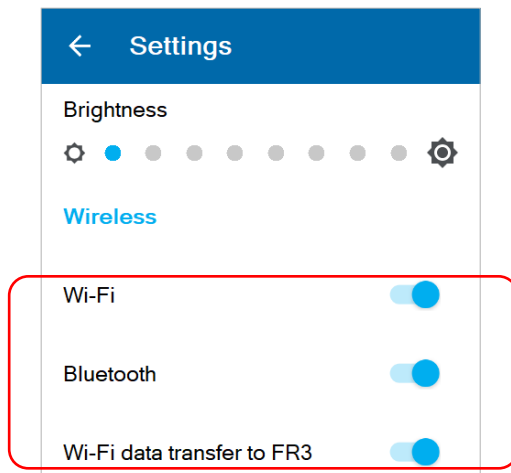 Settings
Brightness
Wireless
Wi-Fi
Bluetooth
Wi-Fi data transfer to FR3